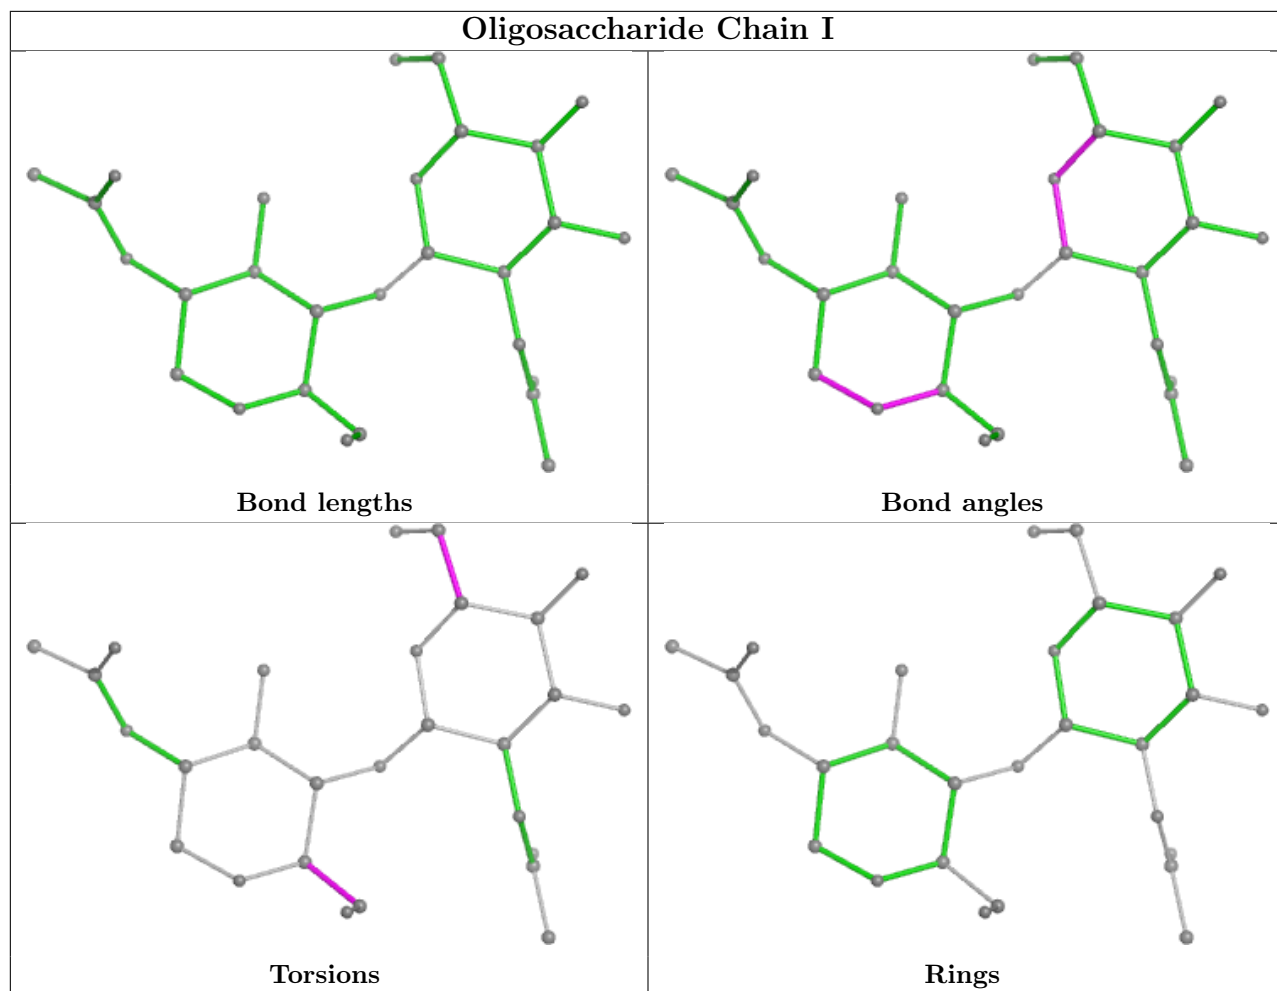 Oligosaccharide Chain I
Bond lengths
Bond angles
Torsions
Rings